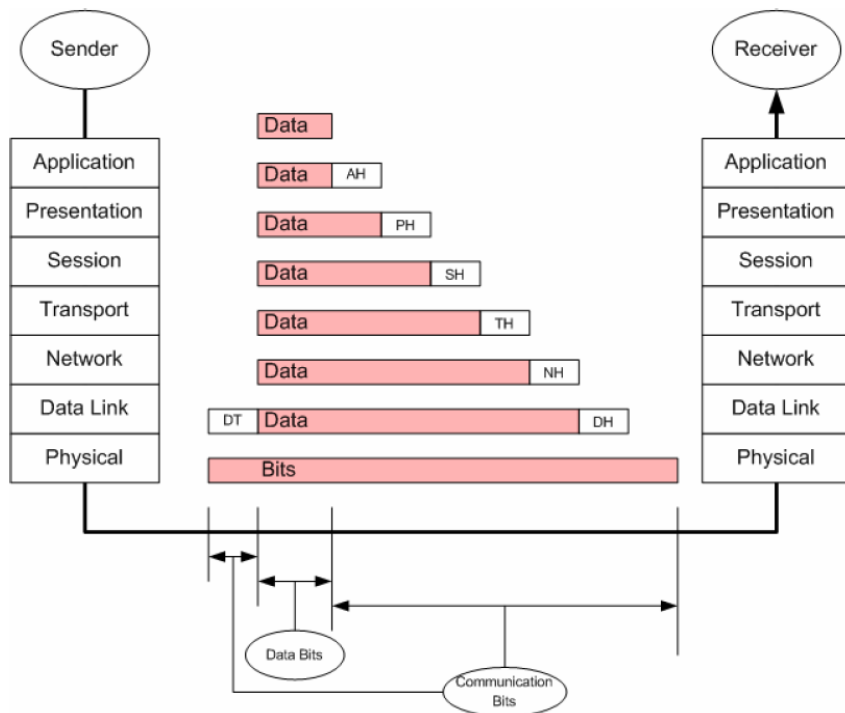 Sender
Receiver
Data
Application
Data AH
Application
Presentation
Data PH
Presentation
Session
Data SH
Session
Transport
Data TH
Transport
Network
Data NH
Network
Data Link
DT Data DH
Data Link
Physical
Bits
Physical
Data Bits
Communication
Bits